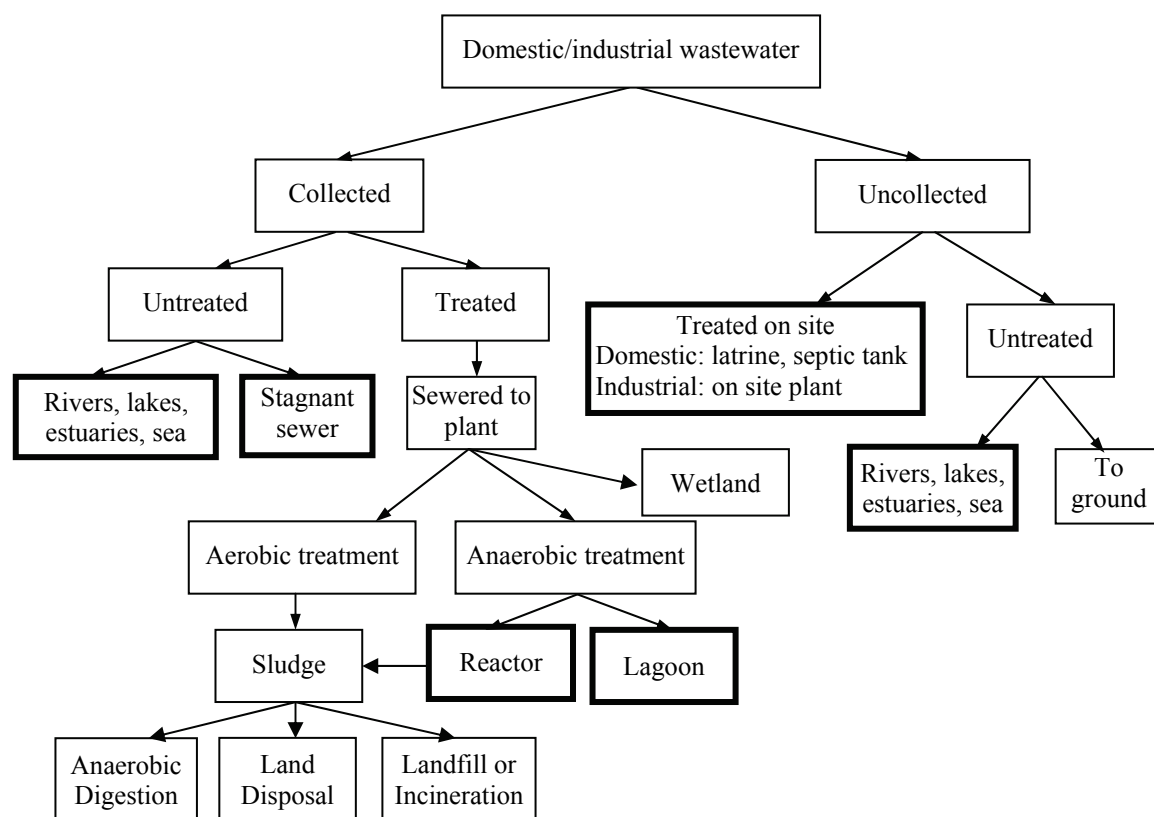 Domestic/industrial wastewater
Collected
Uncollected
Untreated
Treated
Treated on site
Domestic: latrine, septic tank
Industrial: on site plant
Untreated
Rivers, lakes,
estuaries, sea
Stagnant
sewer
Sewered to
plant
Wetland
Rivers, lakes,
estuaries, sea
To
ground
Aerobic treatment
Anaerobic treatment
Sludge
Reactor
Lagoon
Anaerobic
Digestion
Land
Disposal
Landfill or
Incineration